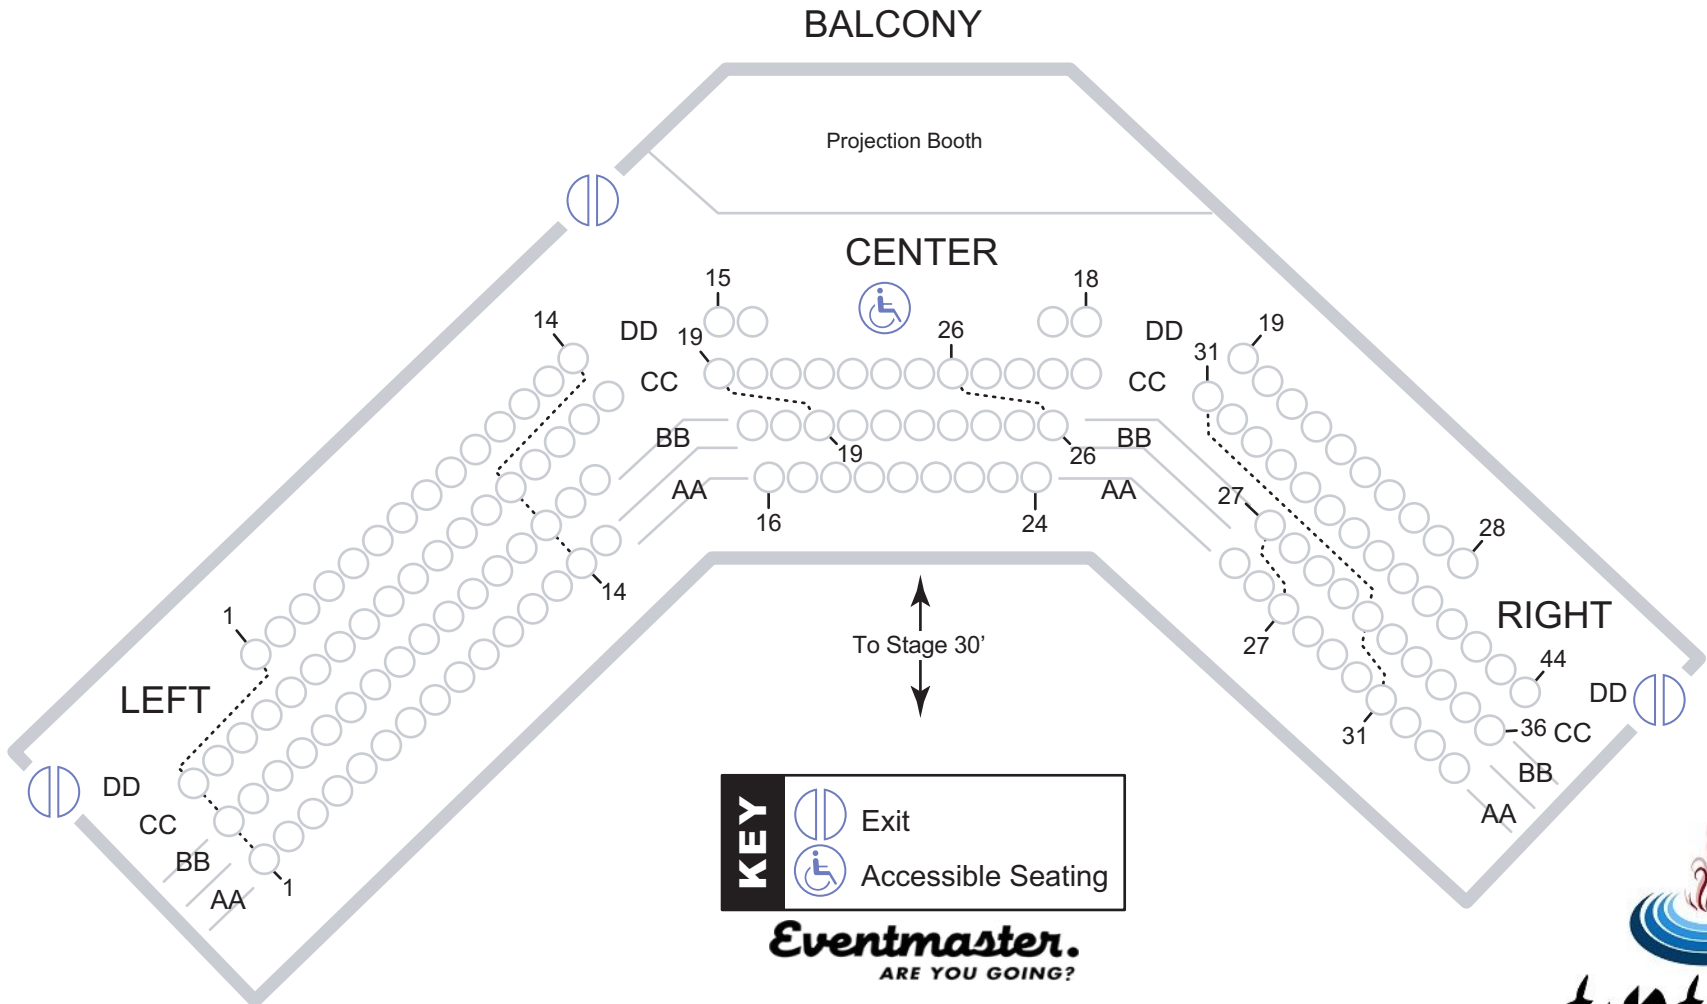 BALCONY
Projection Booth
CENTER
15
18
14
DD
19
26
DD
31
19
CC
CC
BB
19
26
BB
AA
16
24
AA
27
28
14
1
To Stage 30’
27
RIGHT
LEFT
44
DD
31
36
CC
DD
CC
BB
AA
1
BB
AA
KEY
Exit
Accessible Seating
Eventmaster.
ARE YOU GOING?